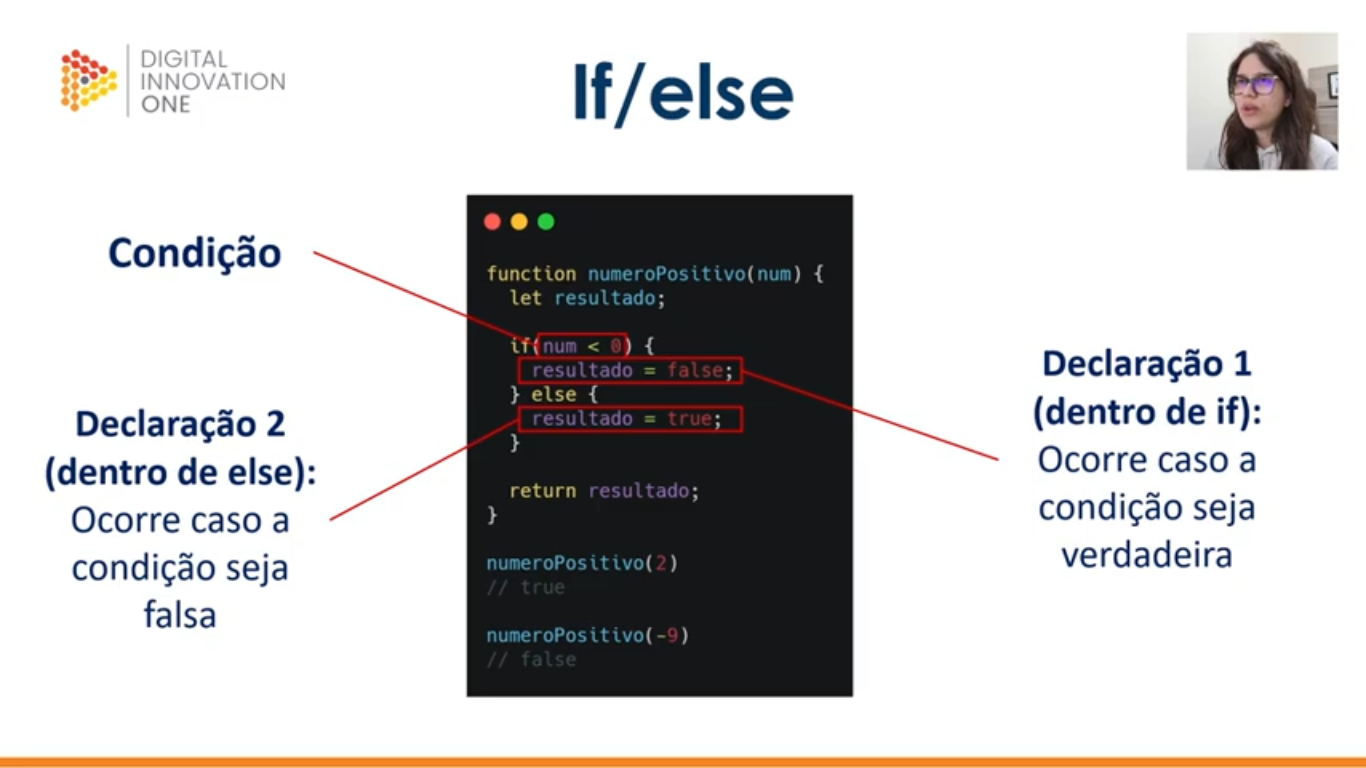 DIGITAL
INNOVATION
ONE
If/else
Condição
function numeroPositivo(num) {
let resultado;
if(num < 0) {
resultado = false;
} else {
resultado = true;
}
return resultado;
}
numeroPositivo(2)
// true
numeroPositivo(-9)
// false
Declaração 2
(dentro de else):
Ocorre caso a
condição seja
falsa
Declaração 1
(dentro de if):
Ocorre caso a
condição seja
verdadeira